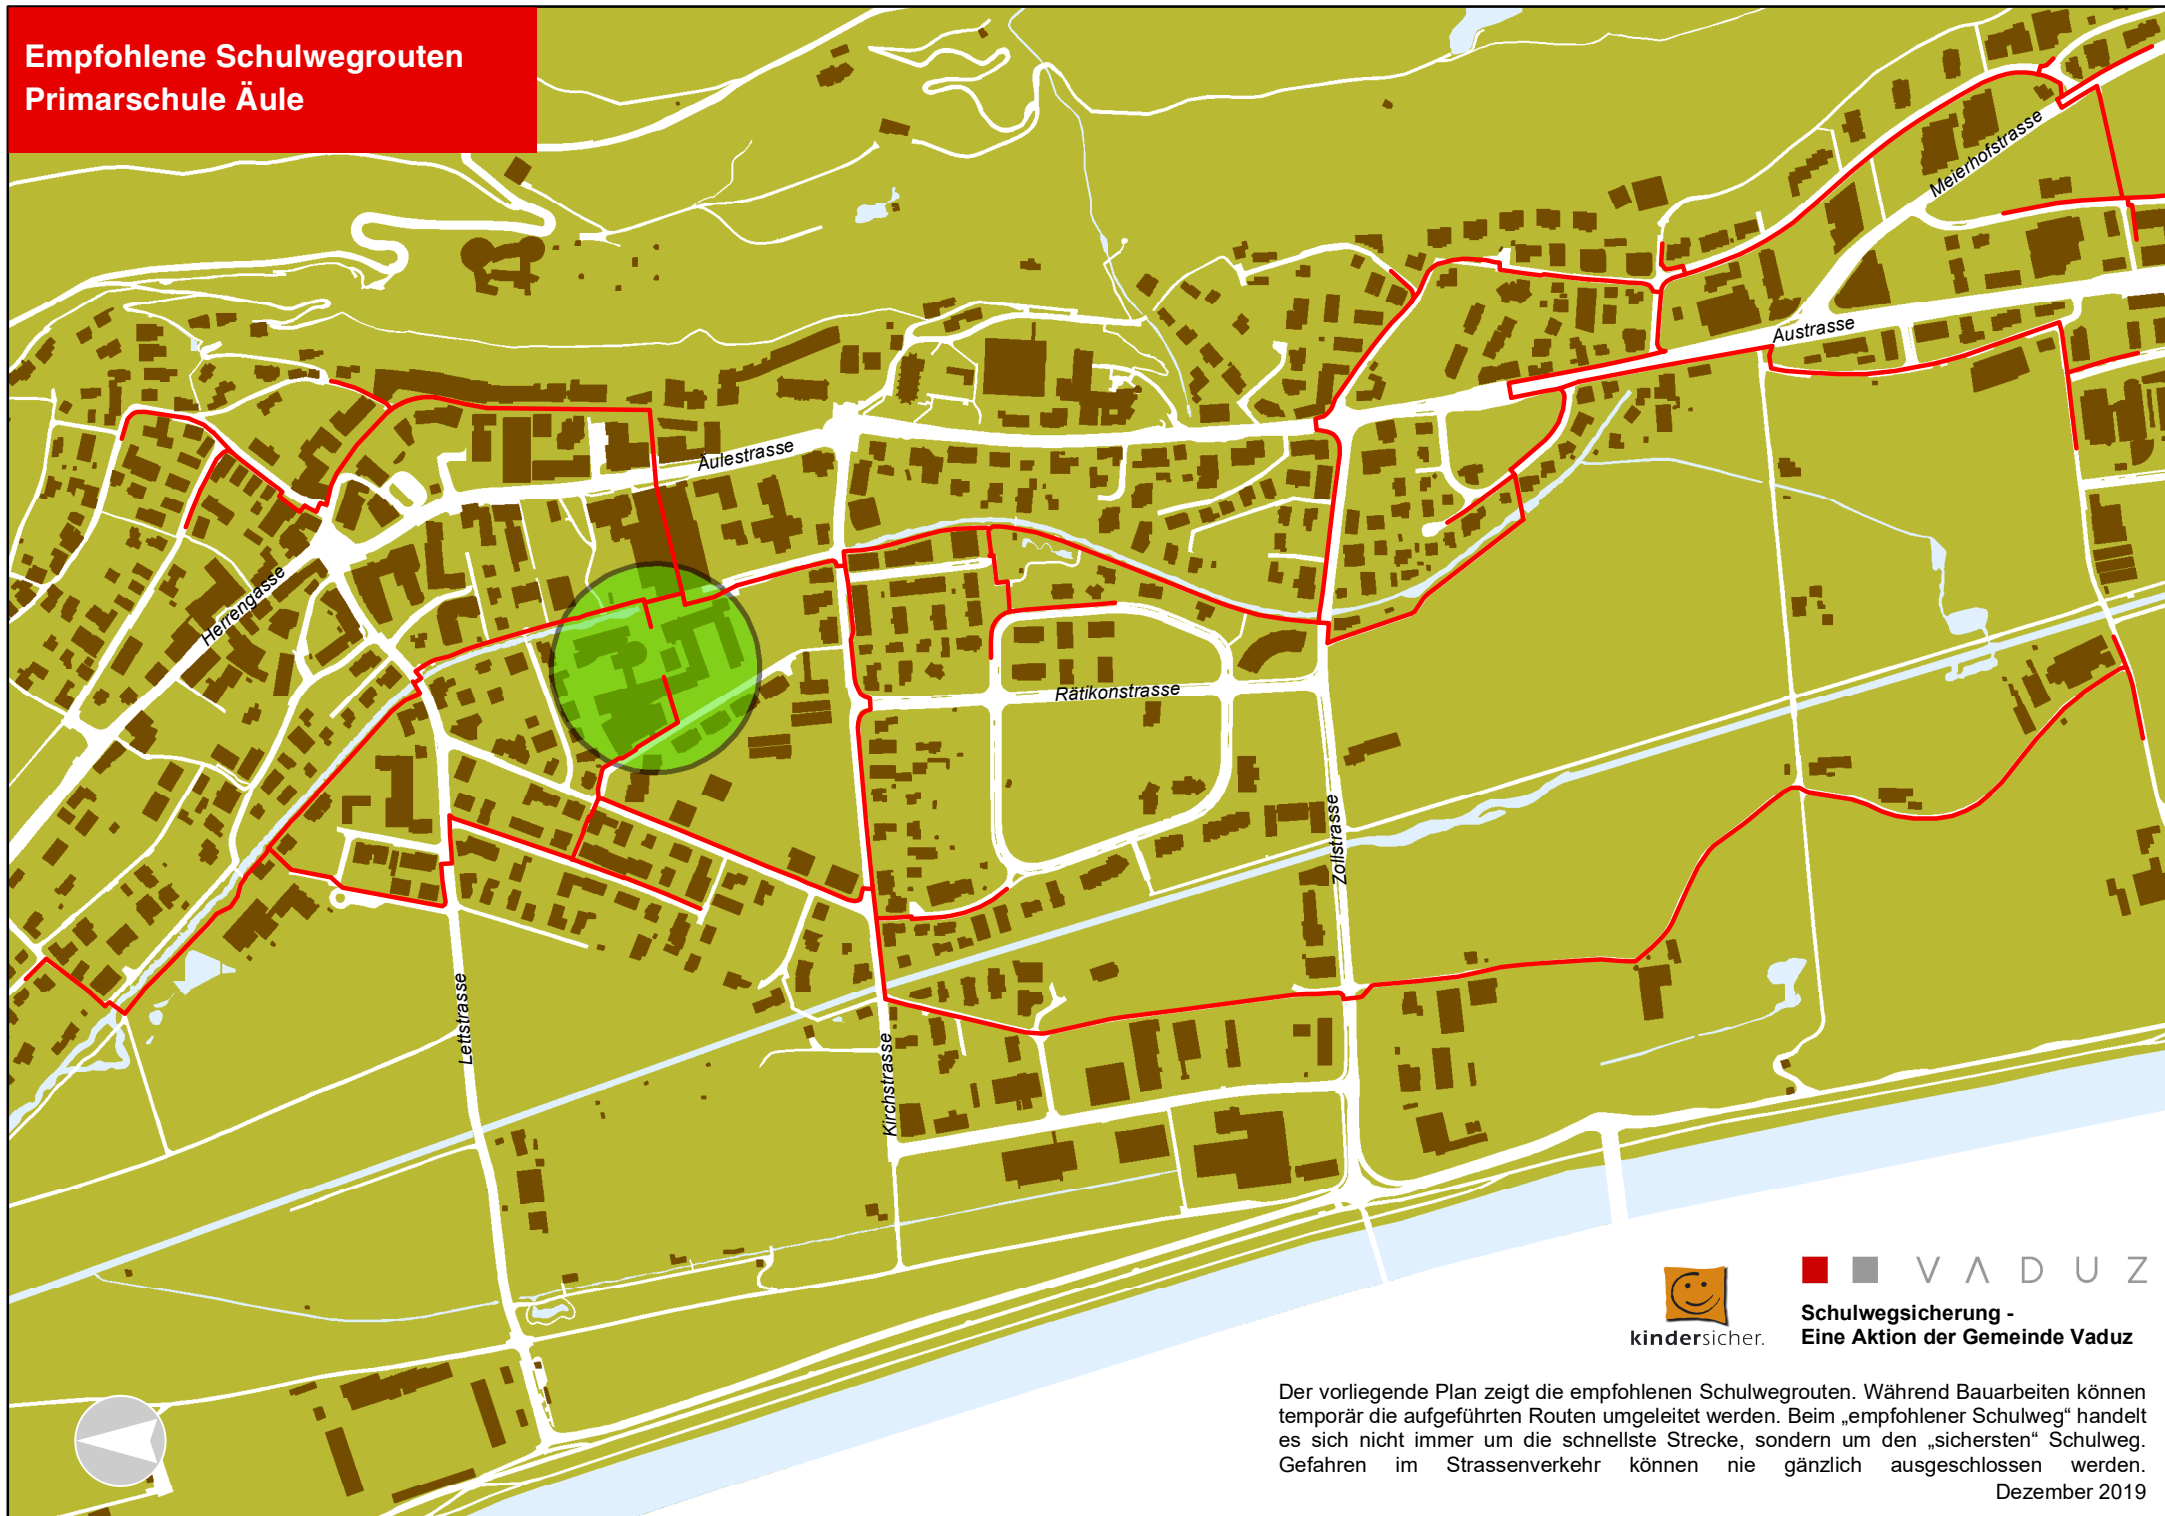 Empfohlene Schulwegrouten
Primarschule Äule
Meierhofstrasse
Austrasse
Äulestrasse
Herrengasse
Rätikonstrasse
Zollstrasse
Lettstrasse
Kirchstrasse
VADUZ
kindersicher.
Schulwegsicherung -
Eine Aktion der Gemeinde Vaduz
Der vorliegende Plan zeigt die empfohlenen Schulwegrouten. Während Bauarbeiten können
temporär die aufgeführten Routen umgeleitet werden. Beim „empfohlener Schulweg“ handelt
es sich nicht immer um die schnellste Strecke, sondern um den „sichersten“ Schulweg.
Gefahren im Strassenverkehr können nie gänzlich ausgeschlossen werden.
Dezember 2019